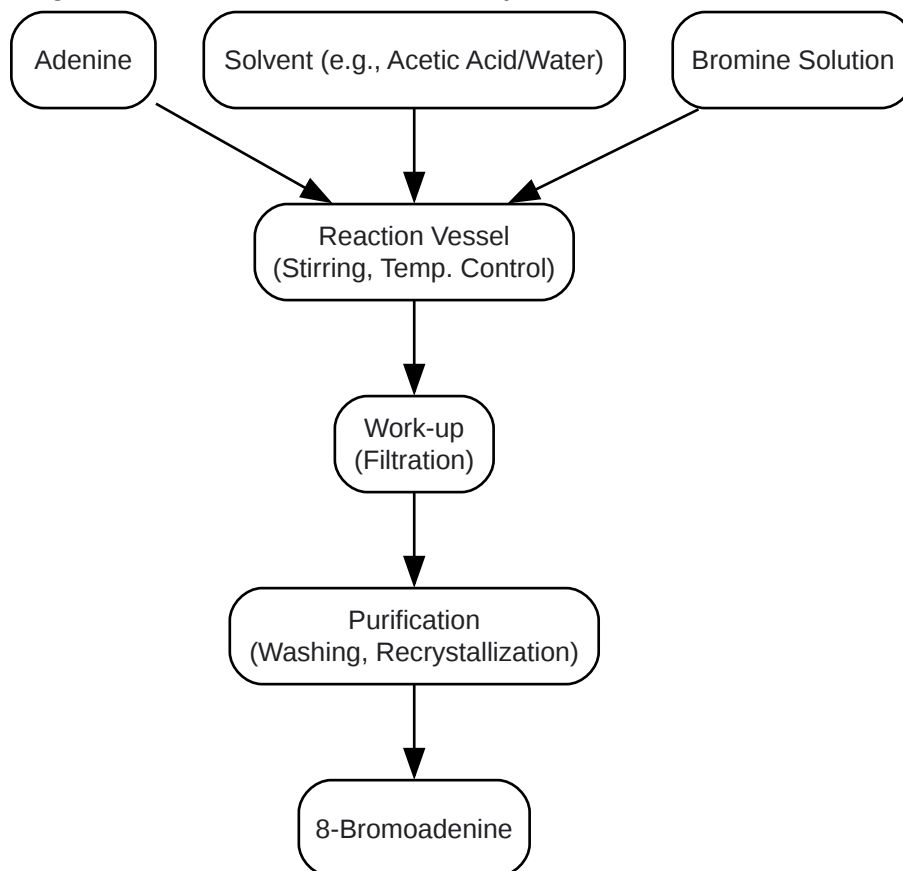 Adenine
Solvent (e.g., Acetic Acid/Water)
Bromine Solution
Reaction Vessel
(Stirring, Temp. Control)
Work-up
(Filtration)
Purification
(Washing, Recrystallization)
8-Bromoadenine